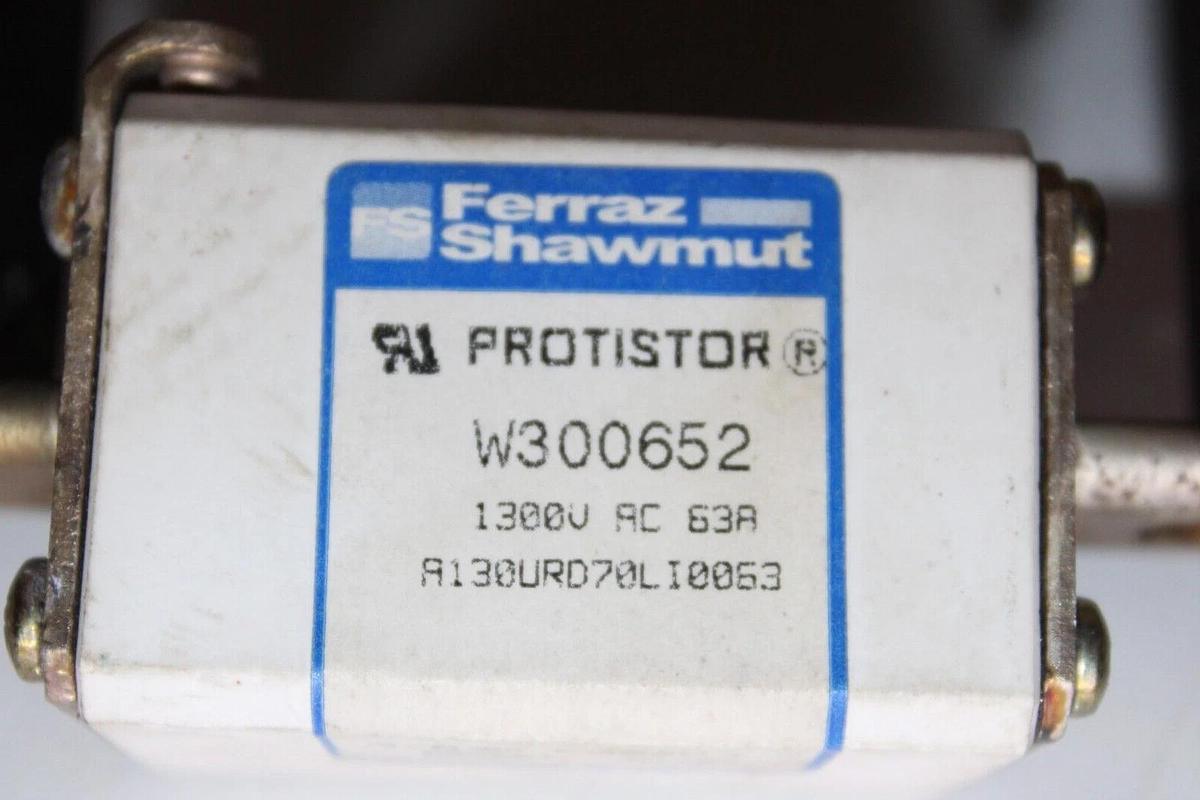 FS Ferraz
Shawmut
PROTISTOR®
W300652
1300V AC 63A
A130URD70LI0063